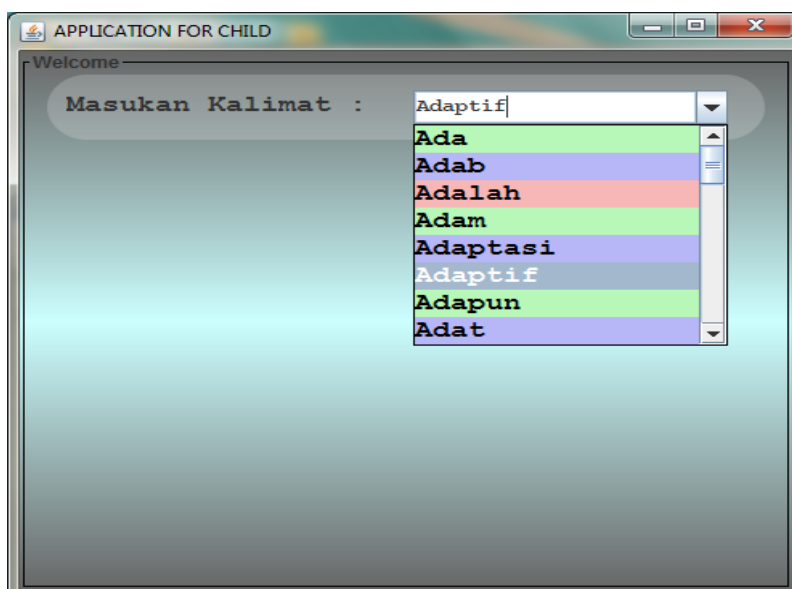 APPLICATION FOR CHILD
Welcome
Masukan Kalimat : Adaptif
Ada
Adab
Adalah
Adam
Adaptasi
Adaptif
Adapun
Adat